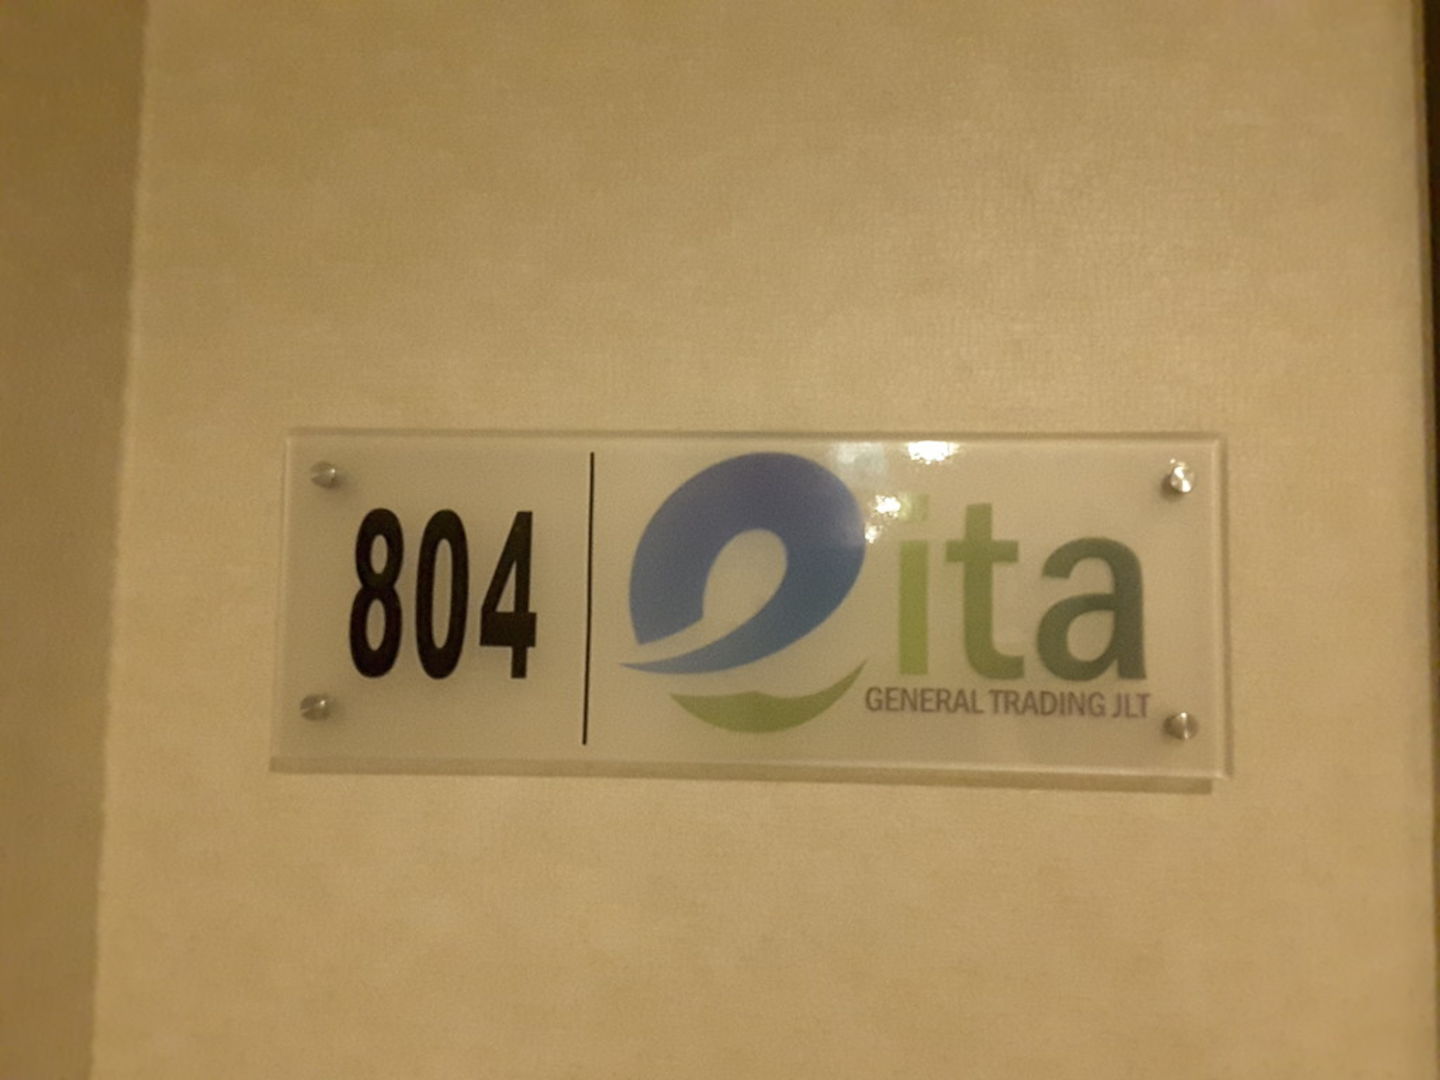 804
ita
GENERAL TRADING JLT